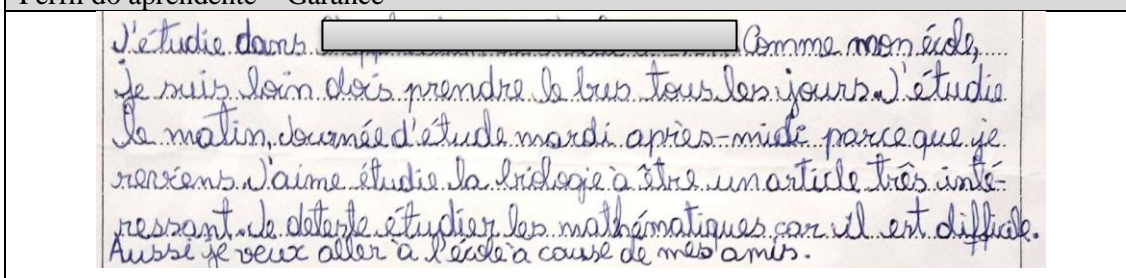 Perfil do aprendente – Garance
J'étudie dans Comme mon école,
je suis loin dois prendre le bus tous les jours. J'étudie
le matin, Journée d'étude mardi après-midi parce que je
reviens. J'aime étudie la biologie à être un article très inté-
ressant. Je deteste étudier les mathématiques car il est difficile.
Aussi je veux aller à l'école à cause de mes amis.